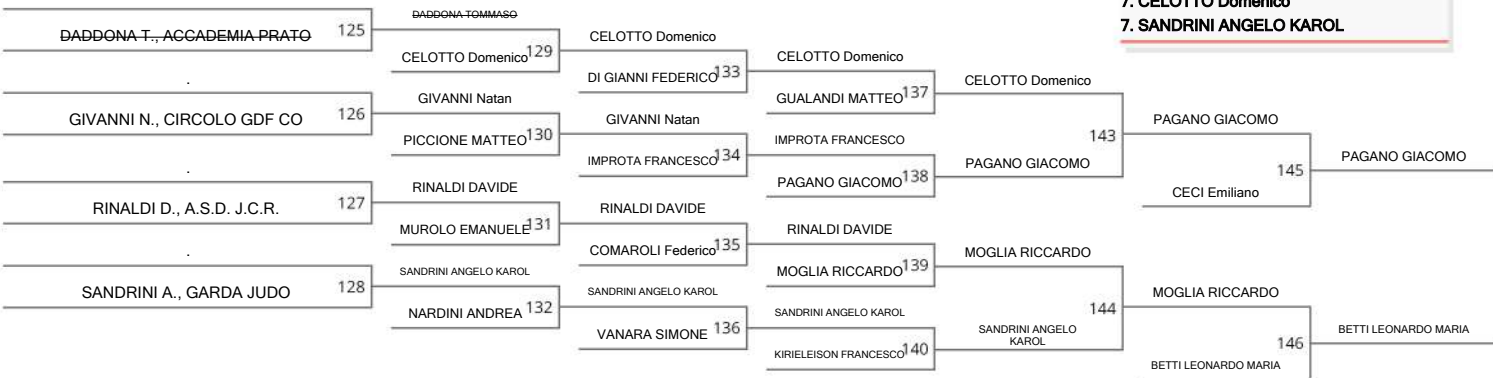 7. CELOTTO Domenico
7. SANDRINI ANGELO KAROL
DADDONA T., ACCADEMIA PRATO
125
.
GIVANNI N., CIRCOLO GDF CO
126
.
RINALDI D., A.S.D. J.C.R.
127
.
SANDRINI A., GARDA JUDO
128
DADDONA TOMMASO
CELOTTO Domenico
129
GIVANNI Natan
PICCIONE MATTEO
130
RINALDI DAVIDE
MUROLO EMANUELE
131
SANDRINI ANGELO KAROL
NARDINI ANDREA
132
CELOTTO Domenico
DI GIANNI FEDERICO
133
GIVANNI Natan
IMPROTA FRANCESCO
134
RINALDI DAVIDE
COMAROLI Federico
135
SANDRINI ANGELO KAROL
VANARA SIMONE
136
CELOTTO Domenico
GUALANDI MATTEO
137
IMPROTA FRANCESCO
PAGANO GIACOMO
138
RINALDI DAVIDE
MOGLIA RICCARDO
139
SANDRINI ANGELO KAROL
KIRIELEISON FRANCESCO
140
CELOTTO Domenico
143
PAGANO GIACOMO
MOGLIA RICCARDO
144
SANDRINI ANGELO
KAROL
PAGANO GIACOMO
145
CECI Emiliano
MOGLIA RICCARDO
146
BETTI LEONARDO MARIA
PAGANO GIACOMO
BETTI LEONARDO MARIA